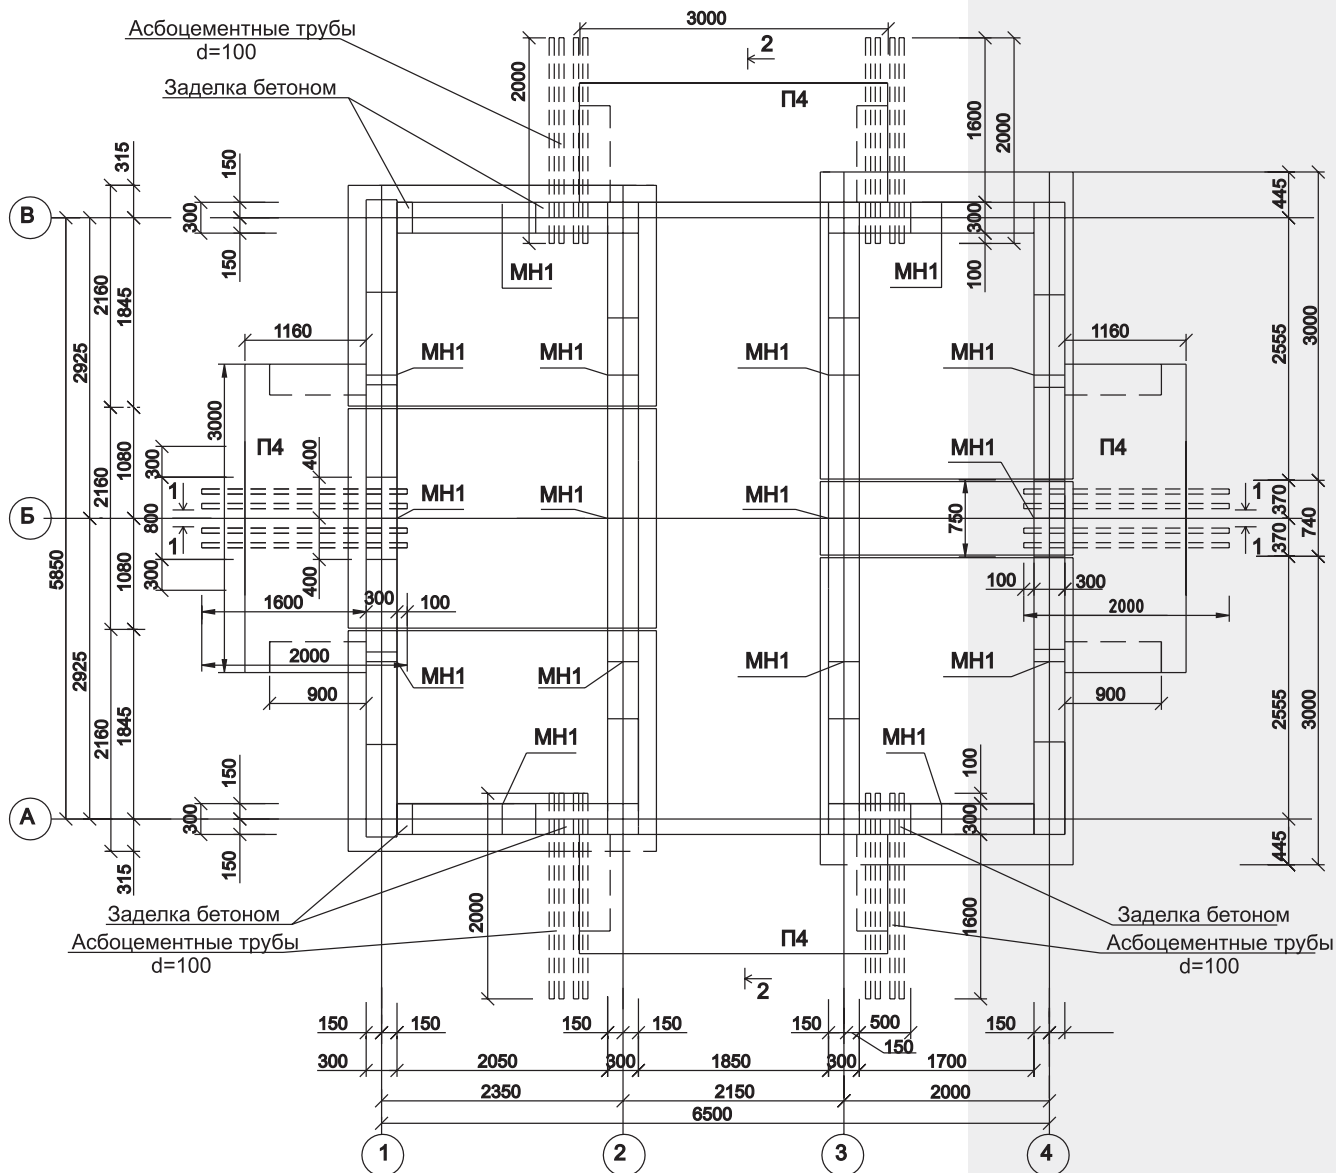 3000
Асбоцементные трубы
d=100
2
Заделка бетоном
П4
2000
1600
2000
315
150
445
В
300
300
150
МН1
МН1
100
2160
1845
2925
3000
2555
1160
МН1
МН1
МН1
МН1
1160
3000
П4
МН1
П4
300
1080
400
2160
1
МН1
МН1
МН1
1
370
Б
800
750
740
1
1
370
5850
1080
300
400
1600
300
100
100
300
2000
2000
МН1
МН1
МН1
МН1
900
900
2925
2160
1845
2555
3000
МН1
МН1
150
100
А
300
300
150
315
445
Заделка бетоном
2000
1600
Заделка бетоном
Асбоцементные трубы
d=100
П4
Асбоцементные трубы
d=100
2
150
150
150
150
150
500
150
150
300
2050
300
1850
300
1700
2350
2150
2000
6500
1
2
3
4